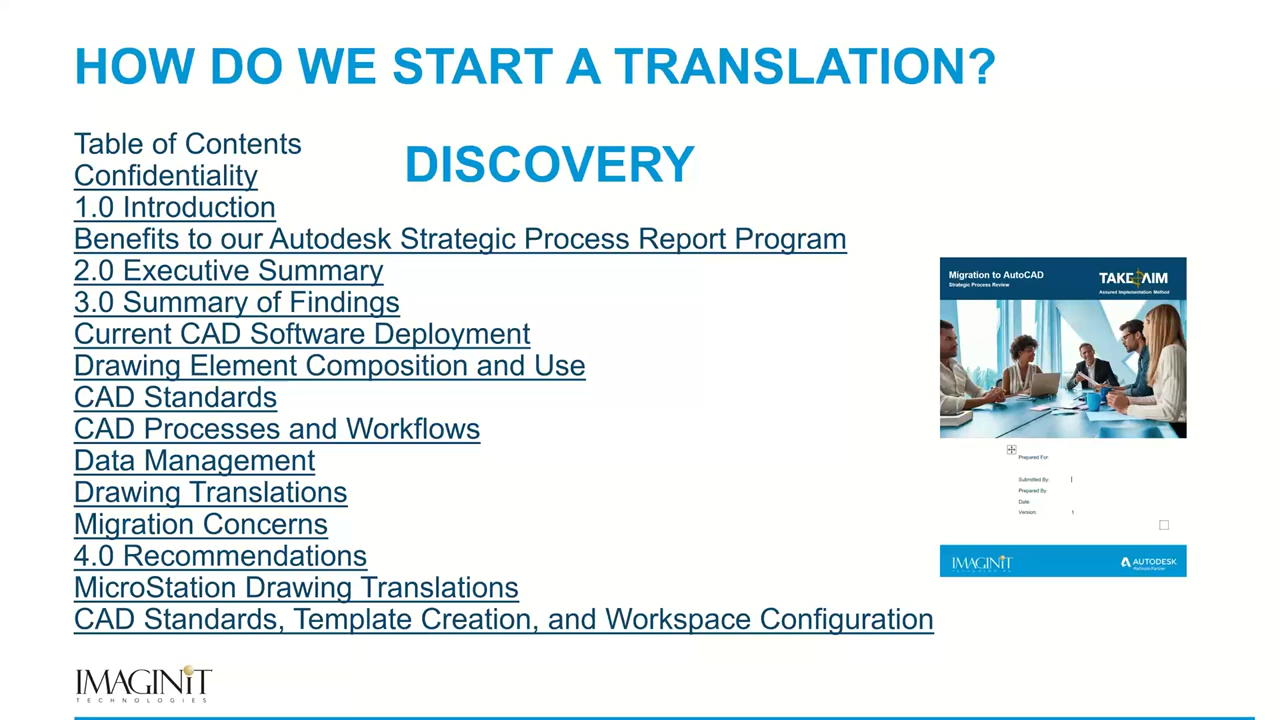 HOW DO WE START A TRANSLATION?
DISCOVERY
Table of Contents
Confidentiality
1.0 Introduction
Benefits to our Autodesk Strategic Process Report Program
2.0 Executive Summary
3.0 Summary of Findings
Current CAD Software Deployment
Drawing Element Composition and Use
CAD Standards
CAD Processes and Workflows
Data Management
Drawing Translations
Migration Concerns
4.0 Recommendations
MicroStation Drawing Translations
CAD Standards, Template Creation, and Workspace Configuration
Migration to AutoCAD
Strategic Process Review
TAKE AIM
Assured Implementation Method
Prepared For:
Submitted By:
Prepared By:
Date:
Version: 1
IMAGINiT
AUTODESK
Platinum Partner
IMAGINiT
TECHNOLOGIES